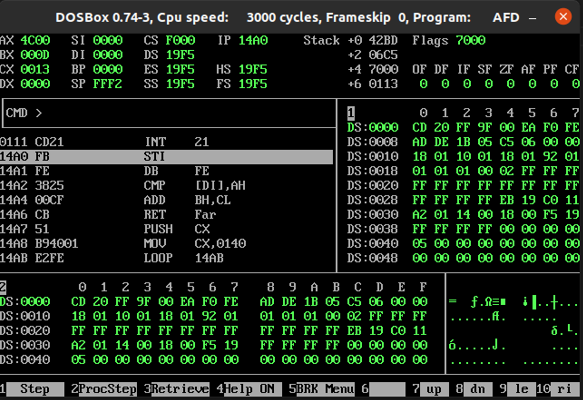 DOSBox 0.74-3, Cpu speed: 3000 cycles, Frameskip 0, Program: AFD
AX 4C00 SI 0000 CS F000 IP 14A0 Stack +0 42BD Flags 7000
BX 000D DI 0000 DS 19F5 +2 06C5
CX 0013 BP 0000 ES 19F5 HS 19F5 +4 7000 OF DF IF SF ZF AF PF CF
DX 0000 SP FFF2 SS 19F5 FS 19F5 +6 0113 0 0 0 0 0 0 0 0
CMD >
0111 CD21 INT 21
14A0 FB STI
14A1 FE DB FE
14A2 3825 CMP [DI],AH
14A4 00CF ADD BH,CL
14A6 CB RET Far
14A7 51 PUSH CX
14A8 B94001 MOV CX,0140
14AB E2FE LOOP 14AB
1 0 1 2 3 4 5 6 7
DS:0000 CD 20 FF 9F 00 EA F0 FE
DS:0008 AD DE 1B 05 C5 06 00 00
DS:0010 18 01 10 01 18 01 92 01
DS:0018 01 01 01 00 02 FF FF FF
DS:0020 FF FF FF FF FF FF FF FF
DS:0028 FF FF FF FF EB 19 C0 11
DS:0030 A2 01 14 00 18 00 F5 19
DS:0038 FF FF FF FF 00 00 00 00
DS:0040 05 00 00 00 00 00 00 00
DS:0048 00 00 00 00 00 00 00 00
2 0 1 2 3 4 5 6 7 8 9 A B C D E F
DS:0000 CD 20 FF 9F 00 EA F0 FE AD DE 1B 05 C5 06 00 00
DS:0010 18 01 10 01 18 01 92 01 01 01 01 00 02 FF FF FF
DS:0020 FF FF FF FF FF FF FF FF FF FF FF FF EB 19 C0 11
DS:0030 A2 01 14 00 18 00 F5 19 FF FF FF FF 00 00 00 00
DS:0040 05 00 00 00 00 00 00 00 00 00 00 00 00 00 00 00
1 Step 2 ProcStep 3 Retrieve 4 Help ON 5 BRK Menu 6 7 up 8 dn 9 le 10 ri